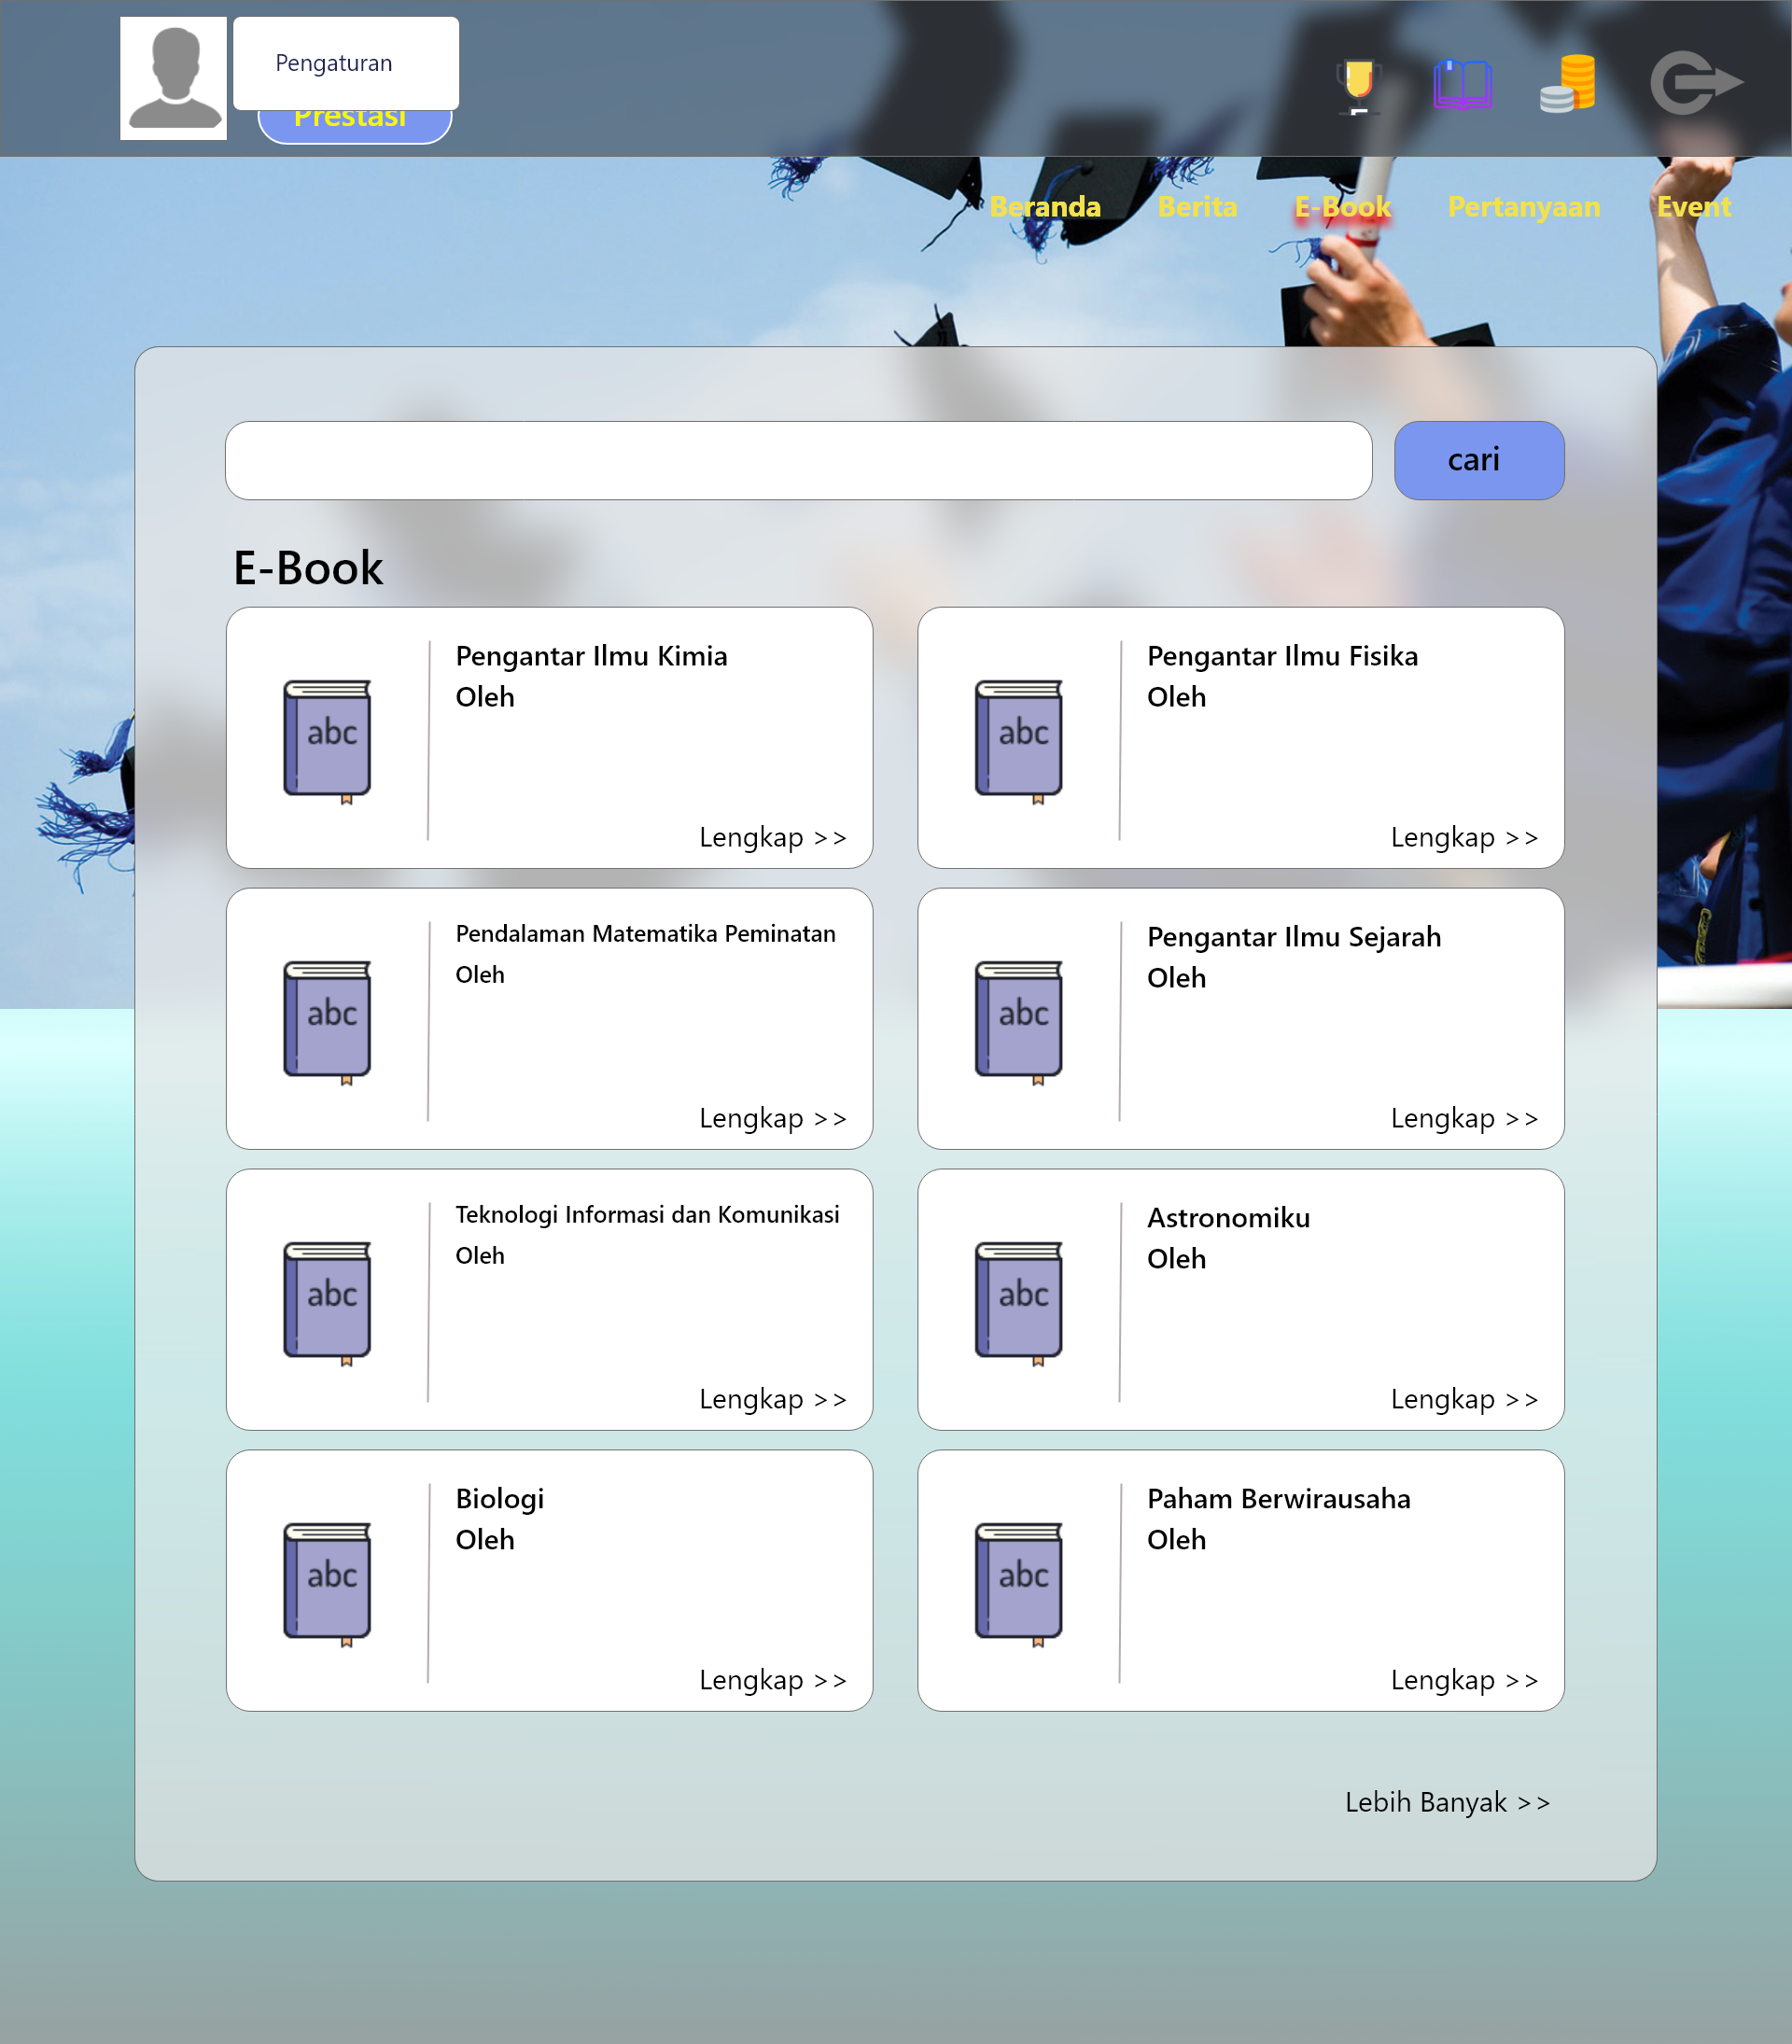 Pengaturan
Prestasi
Beranda Berita E-Book Pertanyaan Event
cari
E-Book
Pengantar Ilmu Kimia
Oleh
abc
Lengkap >>
Pengantar Ilmu Fisika
Oleh
abc
Lengkap >>
Pendalaman Matematika Peminatan
Oleh
abc
Lengkap >>
Pengantar Ilmu Sejarah
Oleh
abc
Lengkap >>
Teknologi Informasi dan Komunikasi
Oleh
abc
Lengkap >>
Astronomiku
Oleh
abc
Lengkap >>
Biologi
Oleh
abc
Lengkap >>
Paham Berwirausaha
Oleh
abc
Lengkap >>
Lebih Banyak >>